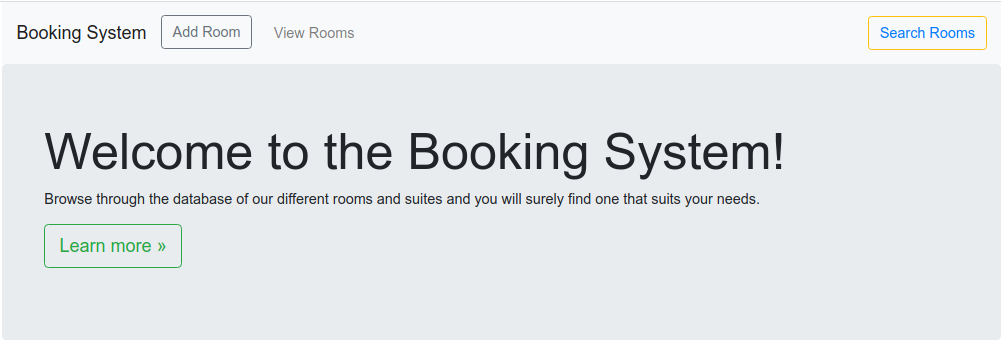 Booking System Add Room View Rooms Search Rooms
Welcome to the Booking System!
Browse through the database of our different rooms and suites and you will surely find one that suits your needs.
Learn more »